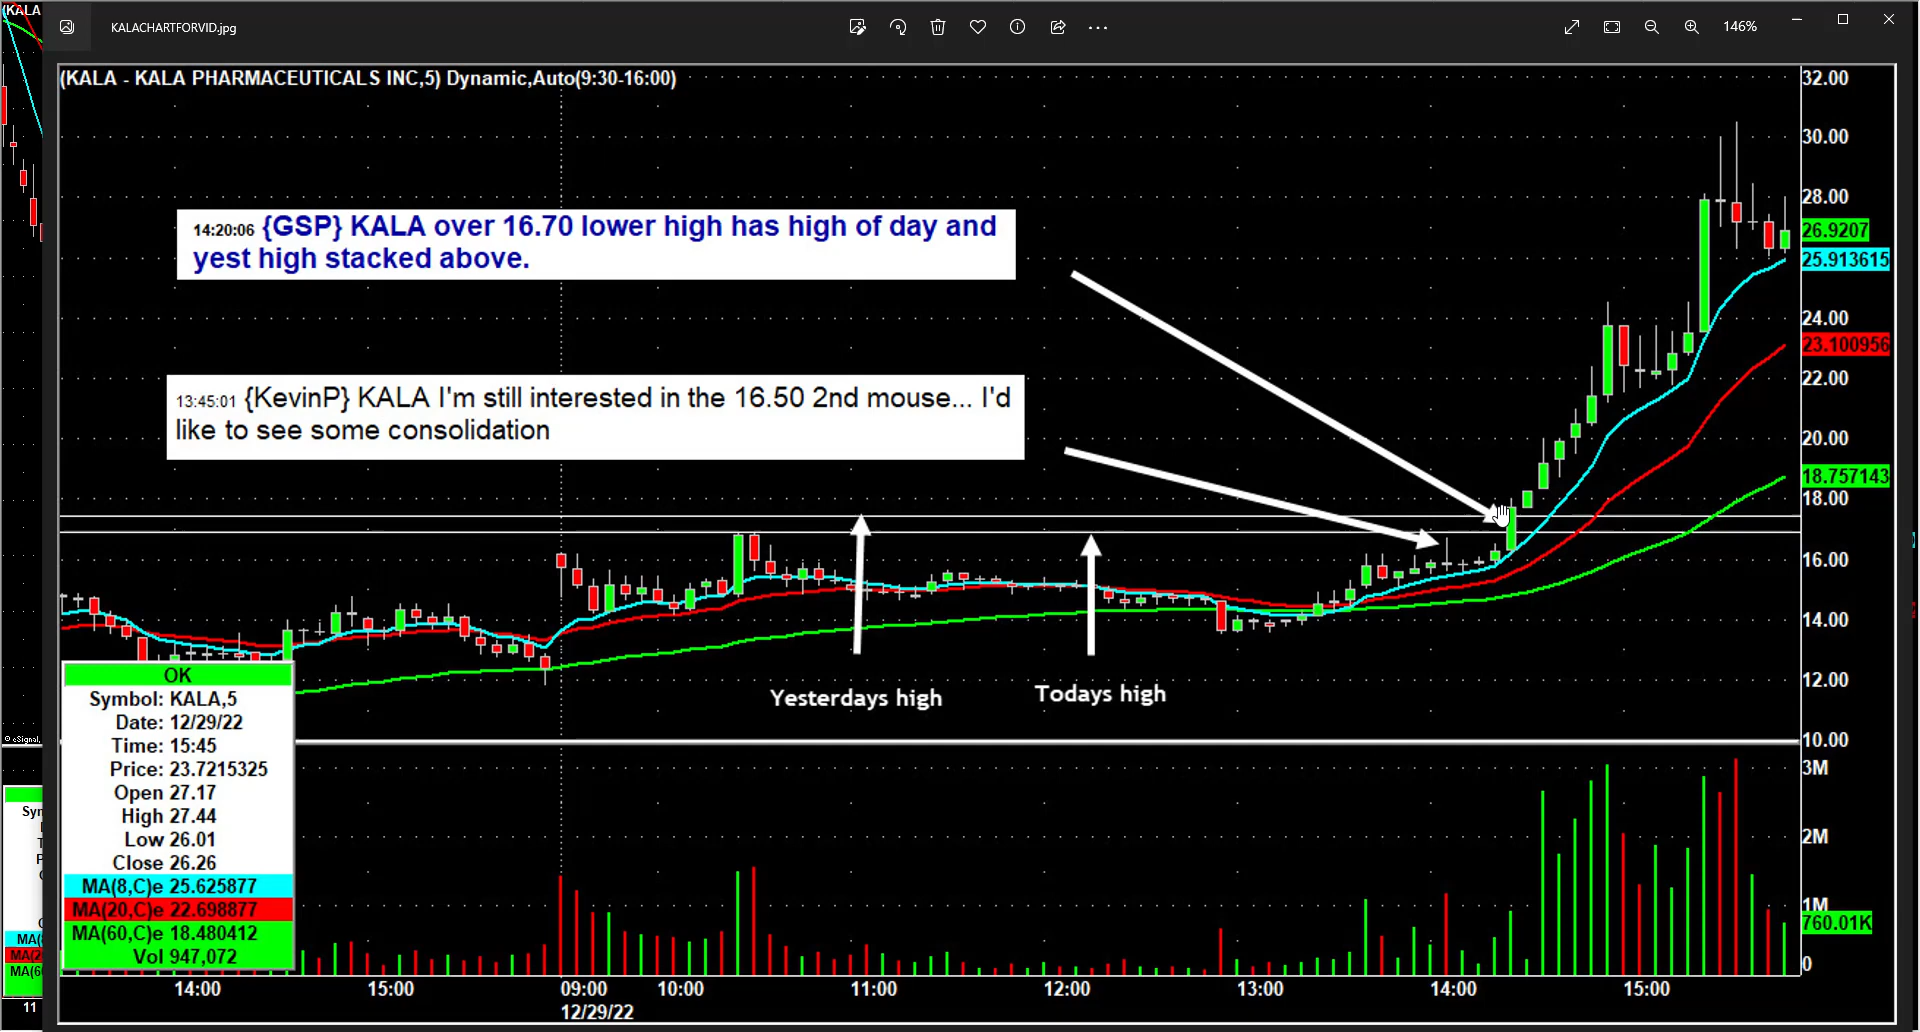 (KALA
KALACHARTFORVID.jpg
146%
(KALA - KALA PHARMACEUTICALS INC,5) Dynamic,Auto(9:30-16:00)
32.00
30.00
28.00
26.9207
25.913615
24.00
23.100956
22.00
20.00
18.757143
18.00
16.00
14.00
12.00
10.00
14:20:06 {GSP} KALA over 16.70 lower high has high of day and
yest high stacked above.
13:45:01 {KevinP} KALA I'm still interested in the 16.50 2nd mouse... I'd
like to see some consolidation
Yesterdays high
Todays high
OK
Symbol: KALA,5
Date: 12/29/22
Time: 15:45
Price: 23.7215325
Open 27.17
High 27.44
Low 26.01
Close 26.26
MA(8,C)e 25.625877
MA(20,C)e 22.698877
MA(60,C)e 18.480412
Vol 947,072
© eSignal,
3M
2M
1M
760.01K
0
14:00
15:00
09:00
10:00
11:00
12:00
13:00
14:00
15:00
12/29/22
11